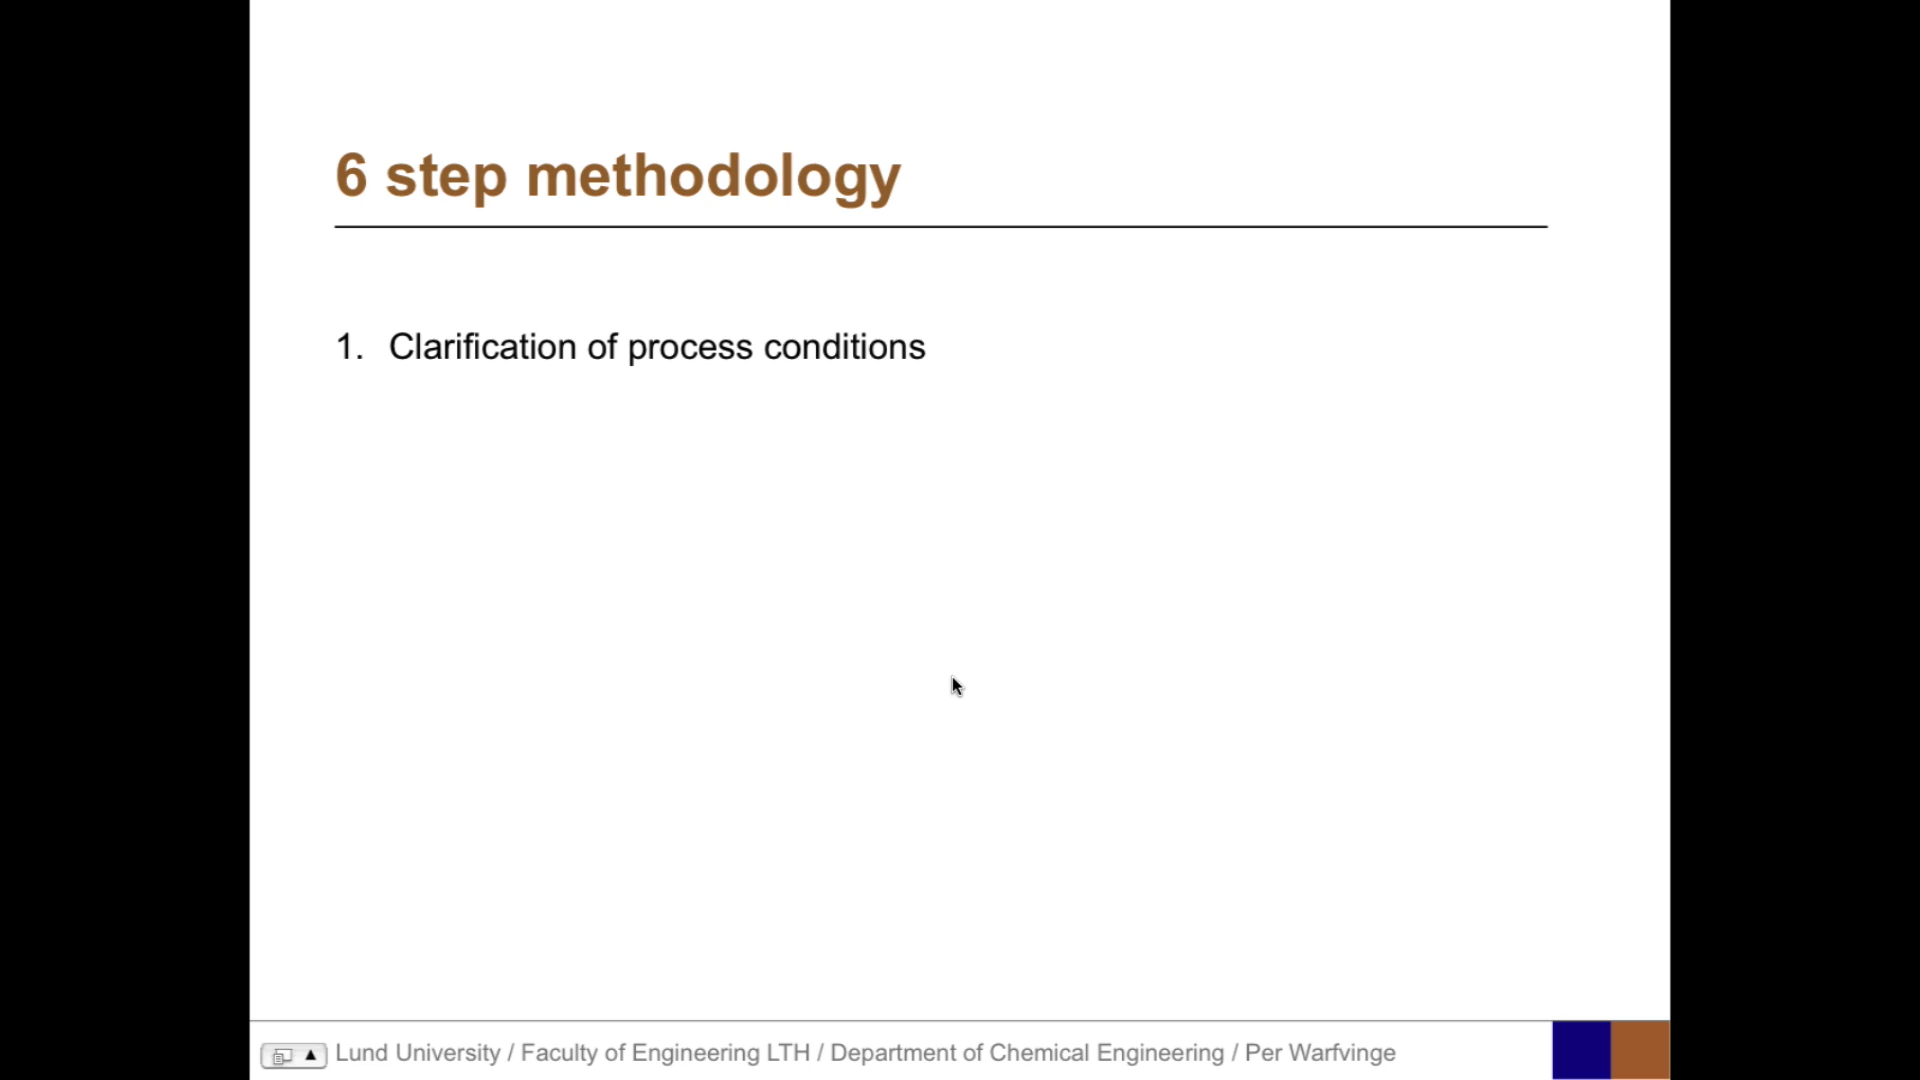 6 step methodology
1. Clarification of process conditions
Lund University / Faculty of Engineering LTH / Department of Chemical Engineering / Per Warfvinge